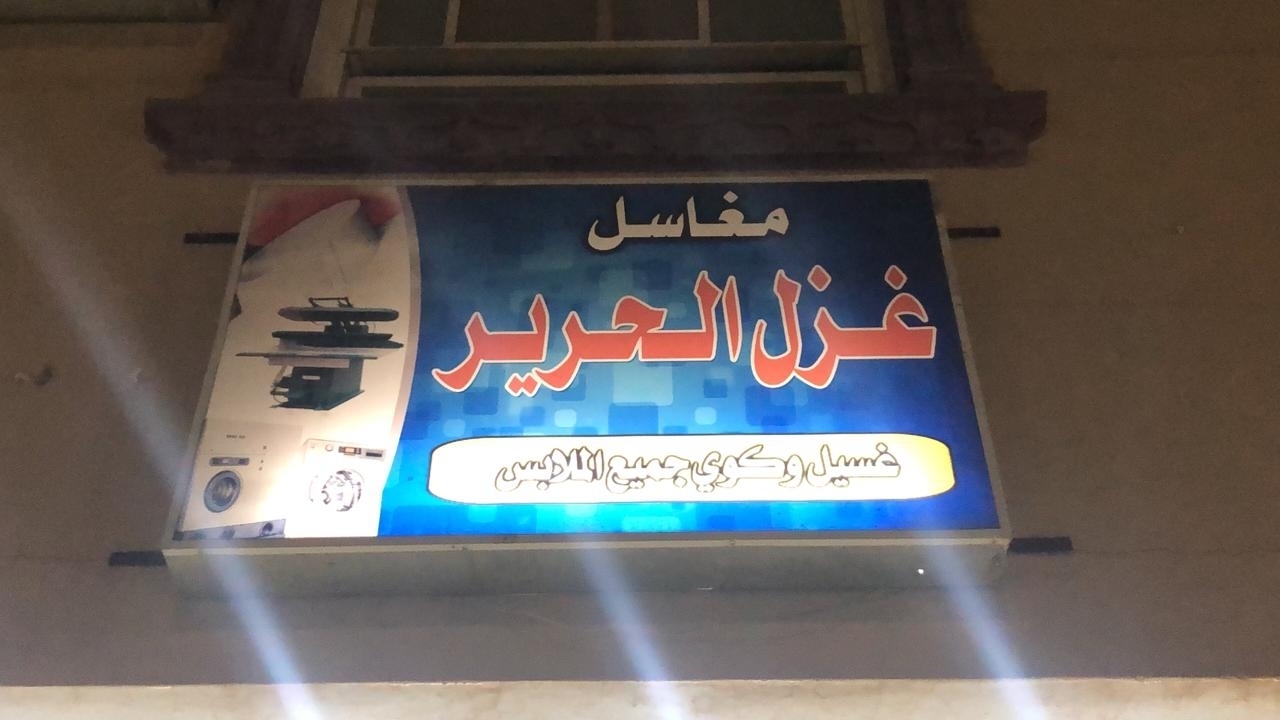 مغاسل
غزل الحرير
غسيل وكوي جميع الملابس